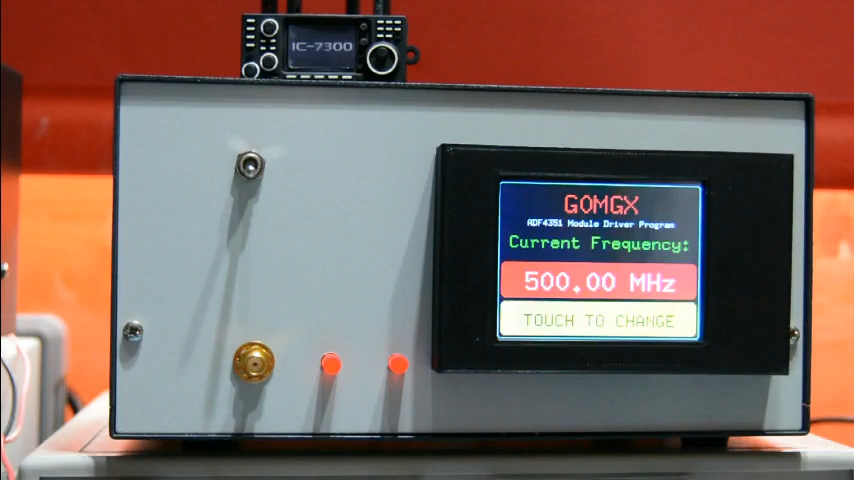 IC-7300
G0MGX
ADF4351 Module Driver Program
Current Frequency:
500.00 MHz
TOUCH TO CHANGE